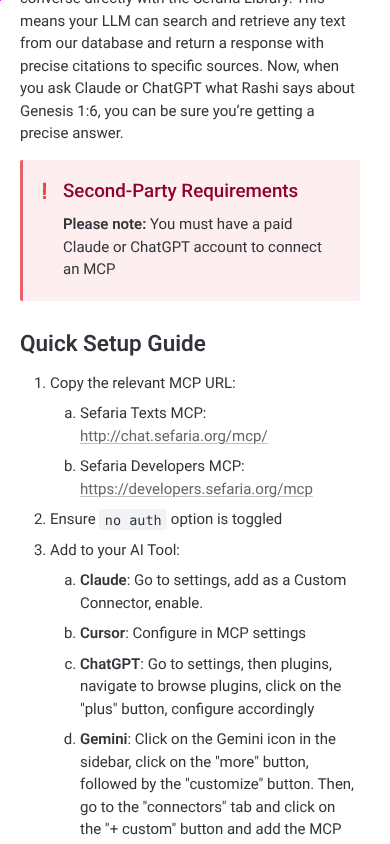 converse directly with the Sefaria Library. This
means your LLM can search and retrieve any text
from our database and return a response with
precise citations to specific sources. Now, when
you ask Claude or ChatGPT what Rashi says about
Genesis 1:6, you can be sure you're getting a
precise answer.
❗ Second-Party Requirements
Please note: You must have a paid
Claude or ChatGPT account to connect
an MCP
Quick Setup Guide
1. Copy the relevant MCP URL:
a. Sefaria Texts MCP:
http://chat.sefaria.org/mcp/
b. Sefaria Developers MCP:
https://developers.sefaria.org/mcp
2. Ensure no auth option is toggled
3. Add to your AI Tool:
a. Claude: Go to settings, add as a Custom
Connector, enable.
b. Cursor: Configure in MCP settings
c. ChatGPT: Go to settings, then plugins,
navigate to browse plugins, click on the
"plus" button, configure accordingly
d. Gemini: Click on the Gemini icon in the
sidebar, click on the "more" button,
followed by the "customize" button. Then,
go to the "connectors" tab and click on
the "+ custom" button and add the MCP